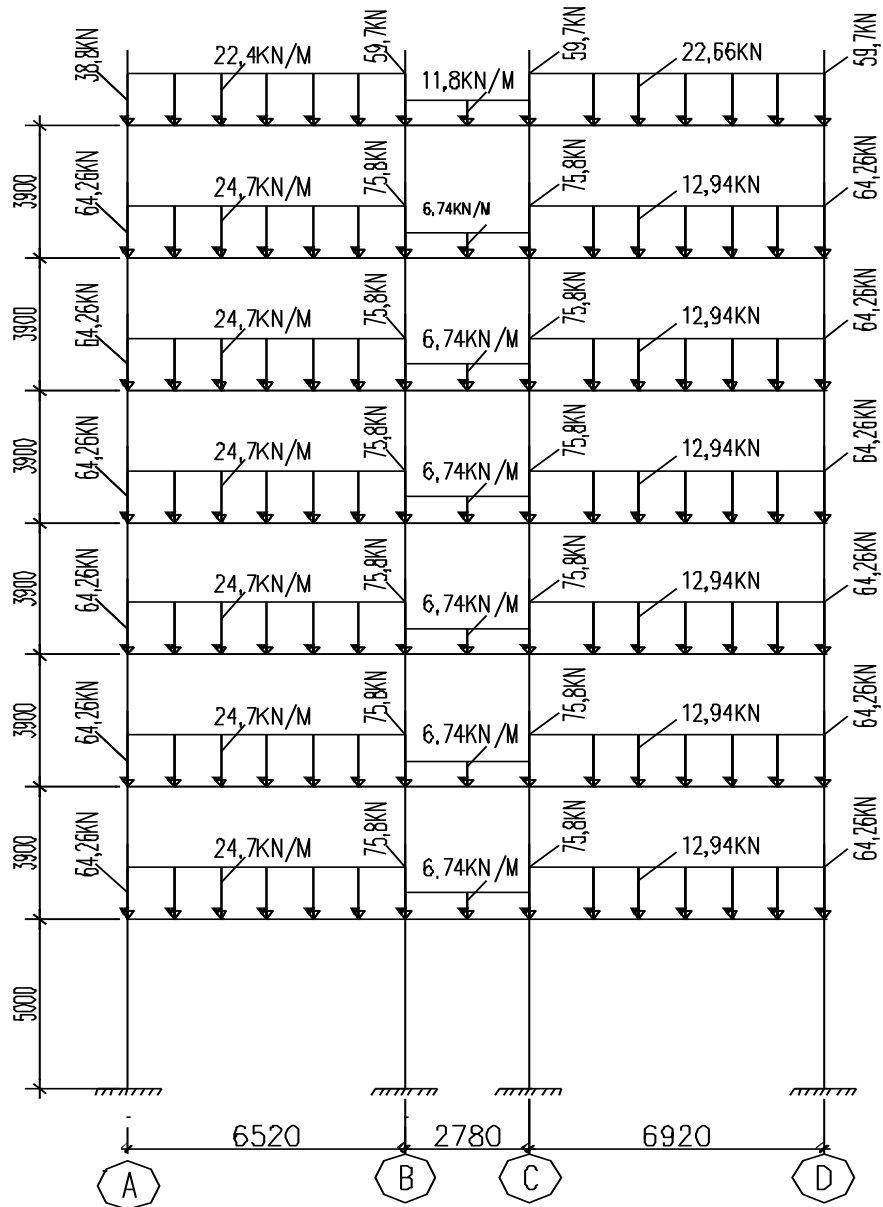 38,8KN 22,4KN/M 59,7KN 11,8KN/M 59,7KN 22,66KN 59,7KN
3900 64,26KN 24,7KN/M 75,8KN 6,74KN/M 75,8KN 12,94KN 64,26KN
3900 64,26KN 24,7KN/M 75,8KN 6,74KN/M 75,8KN 12,94KN 64,26KN
3900 64,26KN 24,7KN/M 75,8KN 6,74KN/M 75,8KN 12,94KN 64,26KN
3900 64,26KN 24,7KN/M 75,8KN 6,74KN/M 75,8KN 12,94KN 64,26KN
3900 64,26KN 24,7KN/M 75,8KN 6,74KN/M 75,8KN 12,94KN 64,26KN
3900 64,26KN 24,7KN/M 75,8KN 6,74KN/M 75,8KN 12,94KN 64,26KN
5000
6520 2780 6920
A B C D